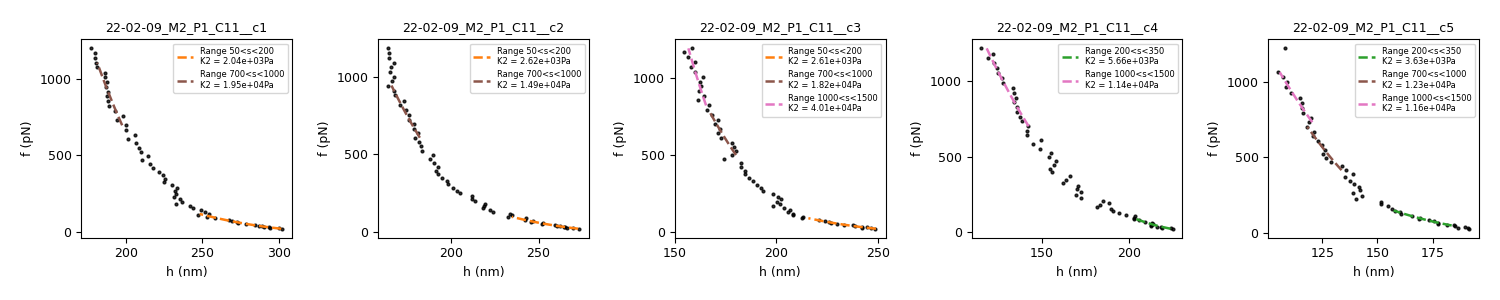 22-02-09_M2_P1_C11__c1
f (pN)
1000
500
0
200
250
300
h (nm)
Range 50<s<200
K2 = 2.04e+03Pa
Range 700<s<1000
K2 = 1.95e+04Pa
22-02-09_M2_P1_C11__c2
f (pN)
1000
500
0
200
250
h (nm)
Range 50<s<200
K2 = 2.62e+03Pa
Range 700<s<1000
K2 = 1.49e+04Pa
22-02-09_M2_P1_C11__c3
f (pN)
1000
500
0
150
200
250
h (nm)
Range 50<s<200
K2 = 2.61e+03Pa
Range 700<s<1000
K2 = 1.82e+04Pa
Range 1000<s<1500
K2 = 4.01e+04Pa
22-02-09_M2_P1_C11__c4
f (pN)
1000
500
0
150
200
h (nm)
Range 200<s<350
K2 = 5.66e+03Pa
Range 1000<s<1500
K2 = 1.14e+04Pa
22-02-09_M2_P1_C11__c5
f (pN)
1000
500
0
125
150
175
h (nm)
Range 200<s<350
K2 = 3.63e+03Pa
Range 700<s<1000
K2 = 1.23e+04Pa
Range 1000<s<1500
K2 = 1.16e+04Pa